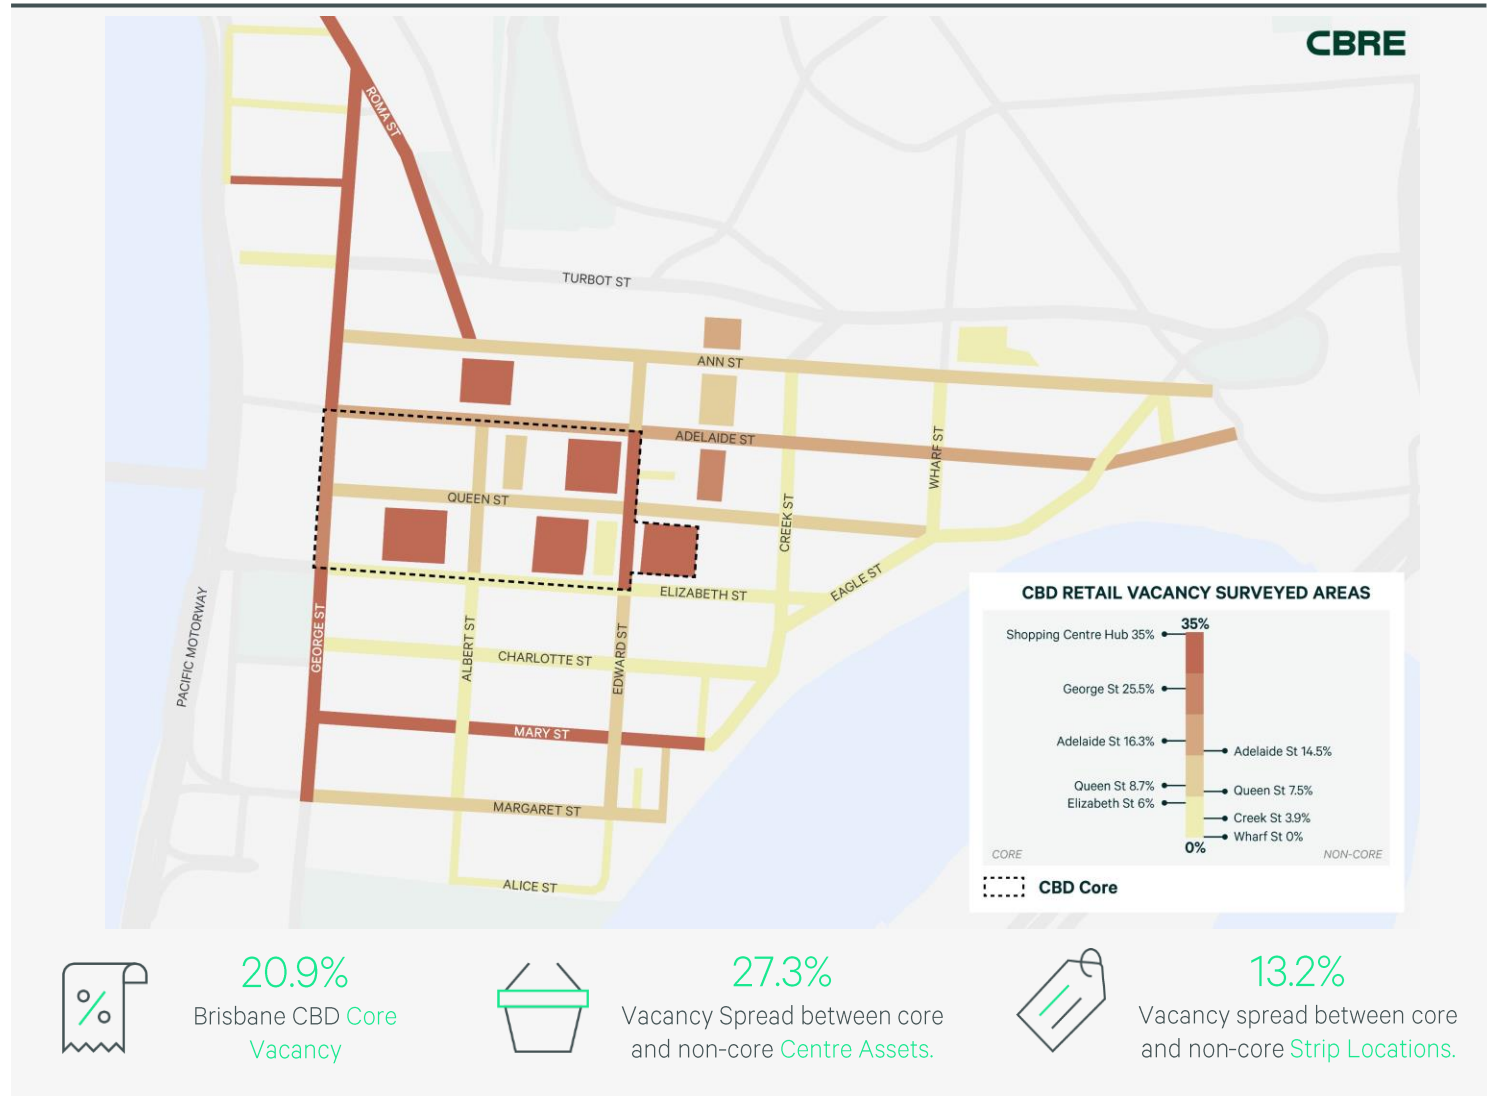 CBRE
ROMA ST
TURBOT ST
ANN ST
ADELAIDE ST
WHARF ST
QUEEN ST
CREEK ST
EAGLE ST
ELIZABETH ST
PACIFIC MOTORWAY
GEORGE ST
ALBERT ST
CHARLOTTE ST
EDWARD ST
MARY ST
MARGARET ST
ALICE ST
CBD RETAIL VACANCY SURVEYED AREAS
35%
Shopping Centre Hub 35%
George St 25.5%
Adelaide St 16.3%
Adelaide St 14.5%
Queen St 8.7%
Queen St 7.5%
Elizabeth St 6%
Creek St 3.9%
Wharf St 0%
0%
CORE
NON-CORE
CBD Core
%
20.9%
Brisbane CBD Core
Vacancy
27.3%
Vacancy Spread between core
and non-core Centre Assets.
13.2%
Vacancy spread between core
and non-core Strip Locations.